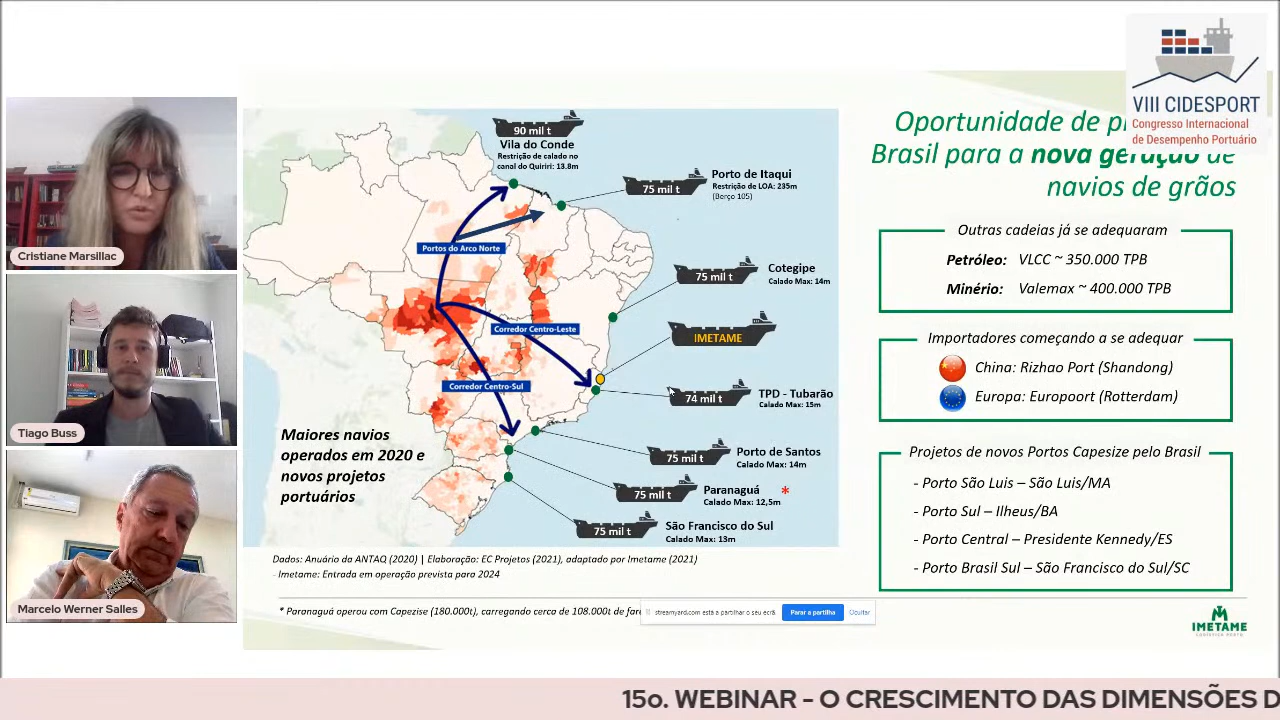 VIII CIDESPORT
Congresso Internacional
de Desempenho Portuário
Cristiane Marsillac
Tiago Buss
Marcelo Werner Salles
Oportunidade de
Brasil para a nova geração de
navios de grãos
90 mil t
Vila do Conde
Restrição de calado no
canal do Quiriri: 13.8m
75 mil t
Porto de Itaqui
Restrição de LOA: 235m
(Berço 105)
Portos do Arco Norte
75 mil t
Cotegipe
Calado Max: 14m
Corredor Centro-Leste
IMETAME
Corredor Centro-Sul
74 mil t
TPD - Tubarão
Calado Max: 15m
75 mil t
Porto de Santos
Calado Max: 14m
75 mil t
Paranaguá *
Calado Max: 12,5m
75 mil t
São Francisco do Sul
Calado Max: 13m
Maiores navios
operados em 2020 e
novos projetos
portuários
Outras cadeias já se adequaram
Petróleo: VLCC ~ 350.000 TPB
Minério: Valemax ~ 400.000 TPB
Importadores começando a se adequar
China: Rizhao Port (Shandong)
Europa: Europoort (Rotterdam)
Projetos de novos Portos Capesize pelo Brasil
- Porto São Luis – São Luis/MA
- Porto Sul – Ilheus/BA
- Porto Central – Presidente Kennedy/ES
- Porto Brasil Sul – São Francisco do Sul/SC
Dados: Anuário da ANTAQ (2020) | Elaboração: EC Projetos (2021), adaptado por Imetame (2021)
- Imetame: Entrada em operação prevista para 2024
* Paranaguá operou com Capezise (180.000t), carregando cerca de 108.000t de
streamyard.com está a partilhar o seu ecrã.
Parar a partilha
Ocultar
IMETAME
LOGÍSTICA PORTO
15o. WEBINAR - O CRESCIMENTO DAS DIMENSÕES D